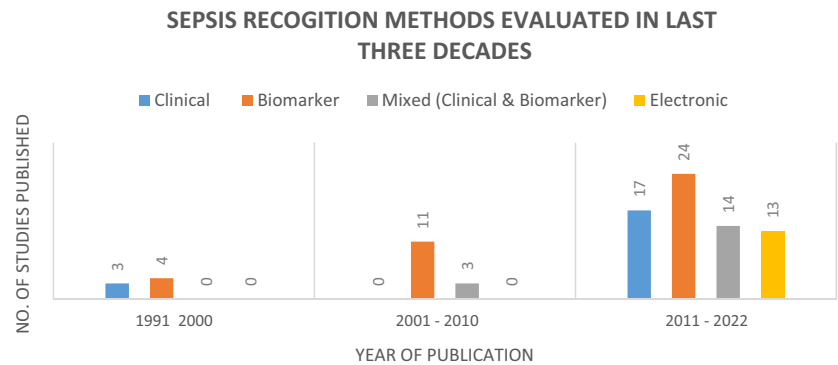 SEPSIS RECOGITION METHODS EVALUATED IN LAST
THREE DECADES
Clinical Biomarker Mixed (Clinical & Biomarker) Electronic
NO. OF STUDIES PUBLISHED
3 4 0 0
0 11 3 0
17 24 14 13
1991 2000 2001 - 2010 2011 - 2022
YEAR OF PUBLICATION